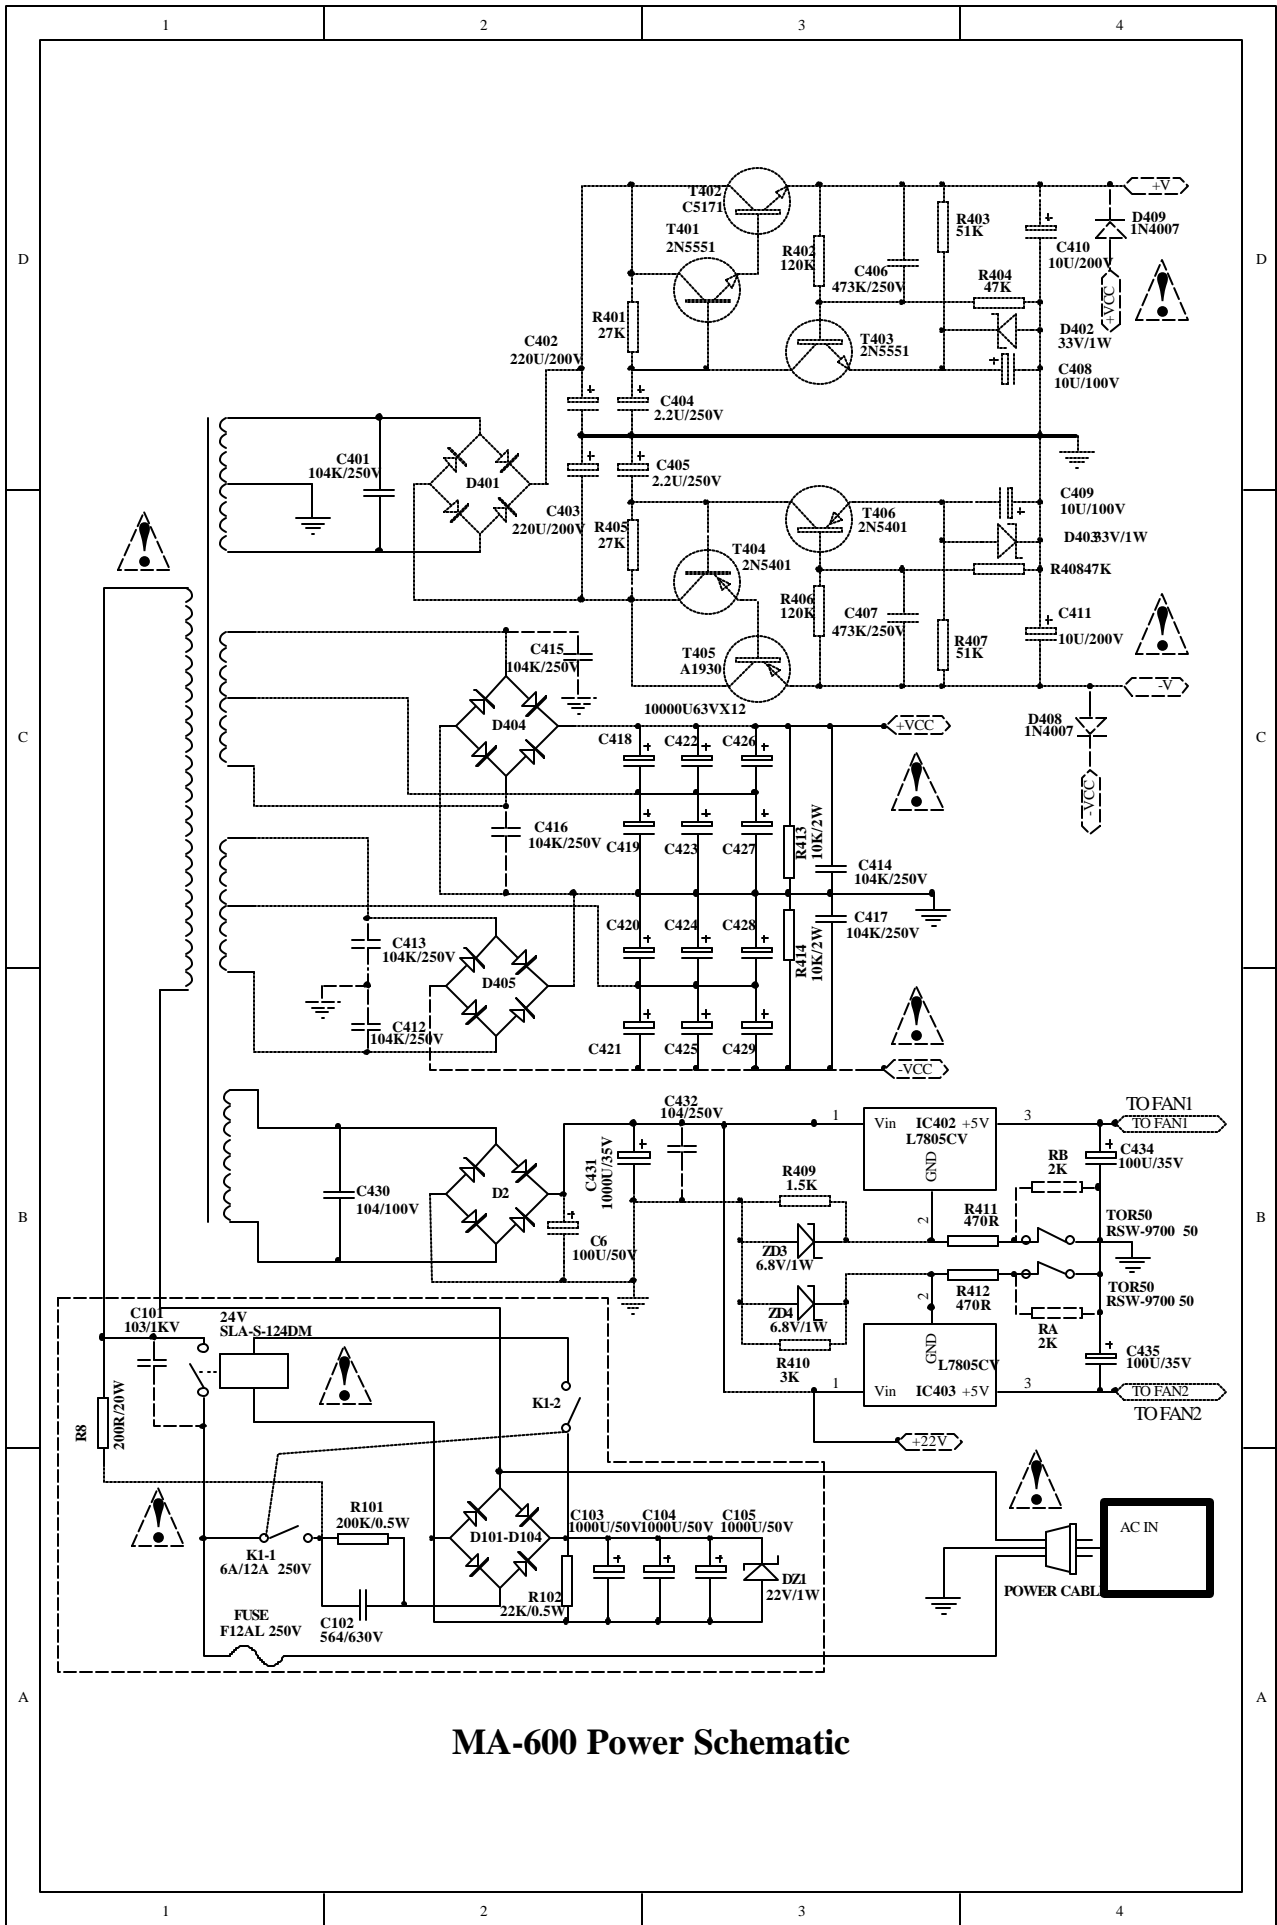 1 2 3 4
T402
C5171
+V
T401
2N5551
R403
51K
D409
1N4007
C410
10U/200V
R402
120K
C406
473K/250V
R404
47K
+VCC
D D
R401
27K
T403
2N5551
D402
33V/1W
C402
220U/200V
C408
10U/100V
C404
2.2U/250V
C401
104K/250V
D401
C405
2.2U/250V
C403
220U/200V
R405
27K
T406
2N5401
C409
10U/100V
D403 33V/1W
T404
2N5401
R408 47K
R406
120K
C407
473K/250V
C411
10U/200V
R407
51K
C415
104K/250V
T405
A1930
-V
10000U63VX12
D404
C418 C422 C426
+VCC
D408
1N4007
C C
-VCC
C416
104K/250V
C419 C423 C427
R413
10K/2W
C414
104K/250V
C420 C424 C428
R414
10K/2W
C417
104K/250V
C413
104K/250V
D405
C412
104K/250V
C421 C425 C429
-VCC
C432
104/250V
TO FAN1
1 Vin IC402 +5V 3 TO FAN1
L7805CV
GND
C431
1000U/35V
RB
2K
C434
100U/35V
R409
1.5K
C430
104/100V
D2
2
R411
470R
TOR50
RSW-9700 50
B B
C6
100U/50V
ZD3
6.8V/1W
R412
470R
TOR50
RSW-9700 50
2
ZD4
6.8V/1W
RA
2K
C101
103/1KV
24V
SLA-S-124DM
R410
3K
GND
L7805CV
C435
100U/35V
1 Vin IC403 +5V 3 TO FAN2
TO FAN2
K1-2
R8
200R/20W
+22V
R101
200K/0.5W
D101-D104
C103
1000U/50V
C104
1000U/50V
C105
1000U/50V
AC IN
K1-1
6A/12A 250V
R102
22K/0.5W
DZ1
22V/1W
POWER CABL
FUSE
F12AL 250V
C102
564/630V
A A
MA-600 Power Schematic
1 2 3 4